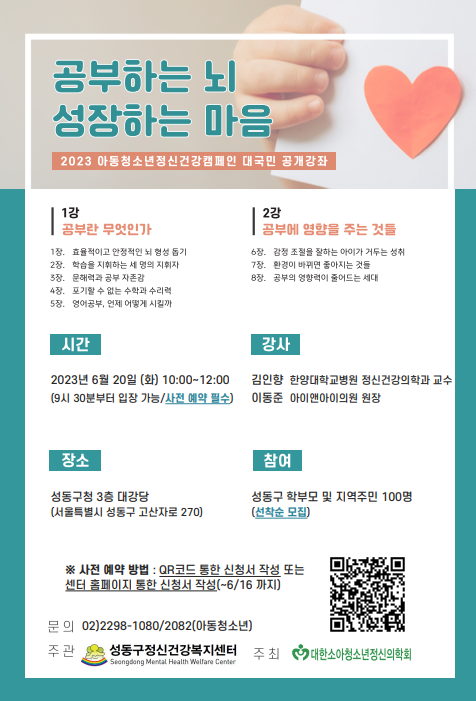 공부하는 뇌
성장하는 마음
2023 아동청소년정신건강캠페인 대국민 공개강좌
1강
공부란 무엇인가
1장. 효율적이고 안정적인 뇌 형성 돕기
2장. 학습을 지휘하는 세 명의 지휘자
3장. 문해력과 공부 자존감
4장. 포기할 수 없는 수학과 수리력
5장. 영어공부, 언제 어떻게 시킬까
2강
공부에 영향을 주는 것들
6장. 감정 조절을 잘하는 아이가 거두는 성취
7장. 환경이 바뀌면 좋아지는 것들
8장. 공부의 영향력이 줄어드는 세대
시간
2023년 6월 20일 (화) 10:00~12:00
(9시 30분부터 입장 가능/사전 예약 필수)
강사
김인향 한양대학교병원 정신건강의학과 교수
이동준 아이앤아이의원 원장
장소
성동구청 3층 대강당
(서울특별시 성동구 고산자로 270)
참여
성동구 학부모 및 지역주민 100명
(선착순 모집)
※ 사전 예약 방법 : QR코드 통한 신청서 작성 또는
센터 홈페이지 통한 신청서 작성(~6/16 까지)
문의 02)2298-1080/2082(아동청소년)
주관 성동구정신건강복지센터
Seongdong Mental Health Welfare Center
주최 대한소아청소년정신의학회